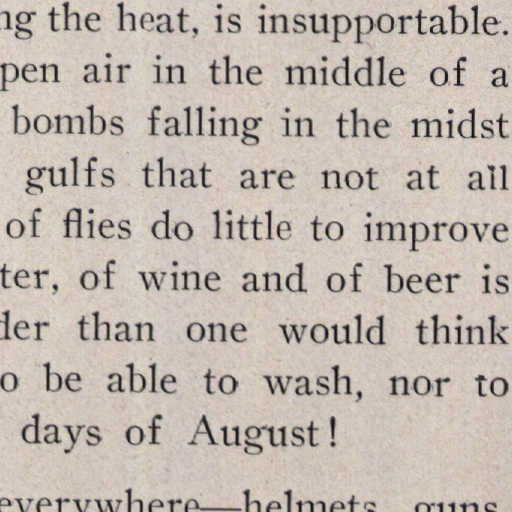 ng the heat, is insupportable.
pen air in the middle of a
bombs falling in the midst
gulfs that are not at all
of flies do little to improve
ter, of wine and of beer is
der than one would think
o be able to wash, nor to
days of August!
everywhere—helmets, guns,